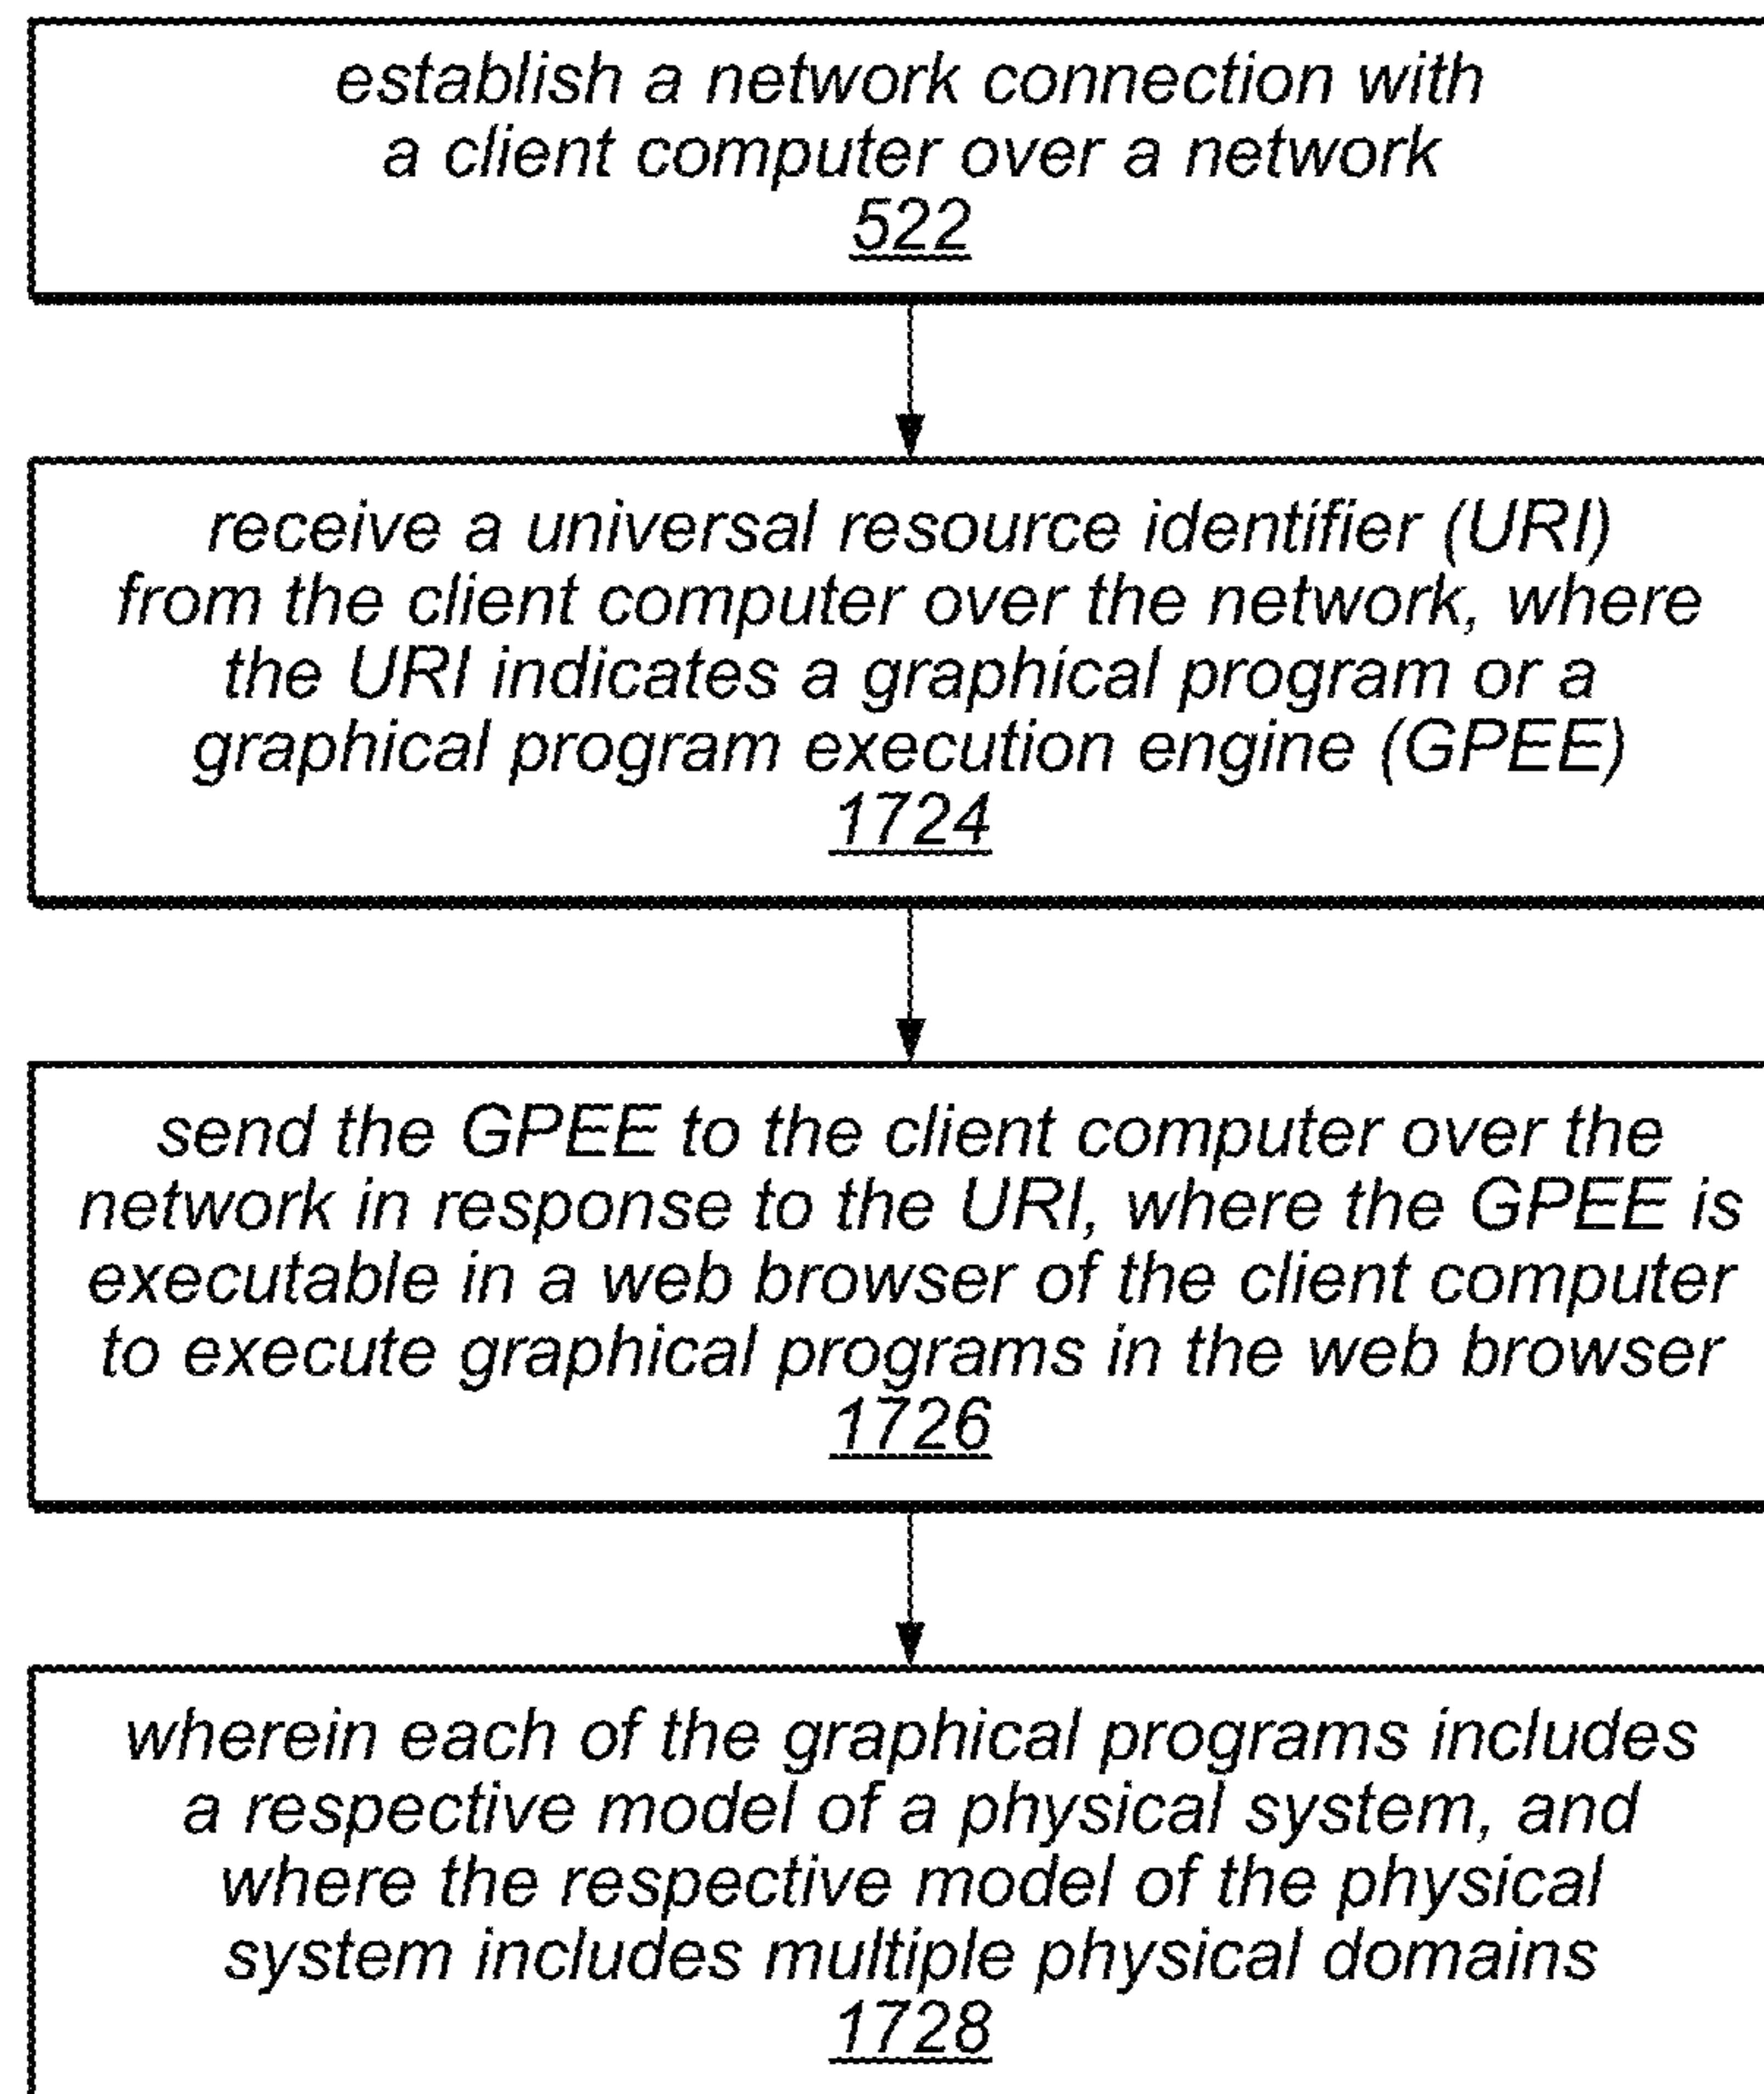 establish a network connection with
a client computer over a network
522
receive a universal resource identifier (URI)
from the client computer over the network, where
the URI indicates a graphical program or a
graphical program execution engine (GPEE)
1724
send the GPEE to the client computer over the
network in response to the URI, where the GPEE is
executable in a web browser of the client computer
to execute graphical programs in the web browser
1726
wherein each of the graphical programs includes
a respective model of a physical system, and
where the respective model of the physical
system includes multiple physical domains
1728